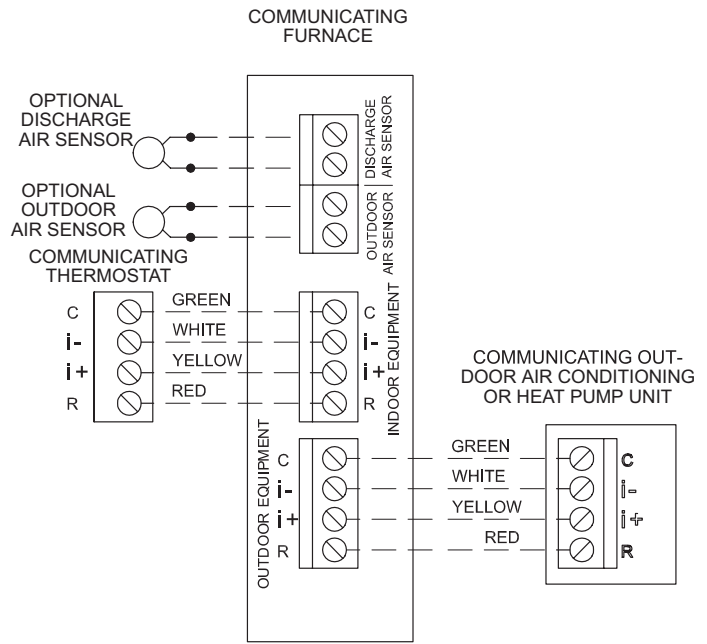 COMMUNICATING
FURNACE
OPTIONAL
DISCHARGE
AIR SENSOR
DISCHARGE
AIR SENSOR
OPTIONAL
OUTDOOR
AIR SENSOR
OUTDOOR
AIR SENSOR
COMMUNICATING
THERMOSTAT
C
i-
i+
R
GREEN
WHITE
YELLOW
RED
C
i-
i+
R
INDOOR EQUIPMENT
COMMUNICATING OUT-
DOOR AIR CONDITIONING
OR HEAT PUMP UNIT
OUTDOOR EQUIPMENT
C
i-
i+
R
GREEN
WHITE
YELLOW
RED
C
i-
i+
R